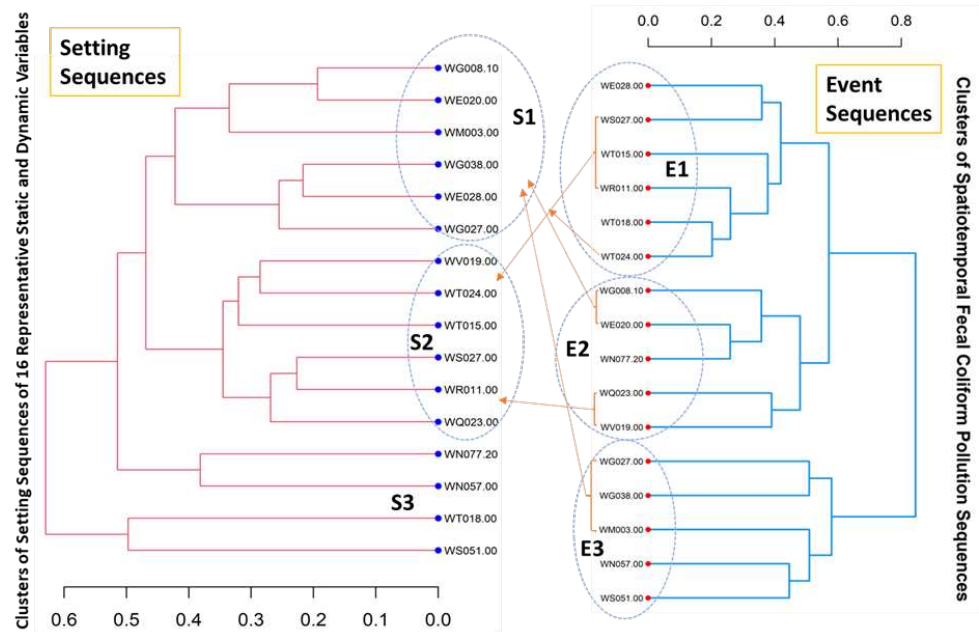 Clusters of Setting Sequences of 16 Representative Static and Dynamic Variables
Setting
Sequences
WG008.10
WE020.00
WM003.00
WG038.00
WE028.00
WG027.00
WV019.00
WT024.00
WT015.00
WS027.00
WR011.00
WQ023.00
WN077.20
WN057.00
WT018.00
WS051.00
S1
S2
S3
0.6 0.5 0.4 0.3 0.2 0.1 0.0
0.0 0.2 0.4 0.6 0.8
WE028.00
WS027.00
WT015.00
WR011.00
WT018.00
WT024.00
WG008.10
WE020.00
WN077.20
WQ023.00
WV019.00
WG027.00
WG038.00
WM003.00
WN057.00
WS051.00
E1
E2
E3
Event
Sequences
Clusters of Spatiotemporal Fecal Coliform Pollution Sequences